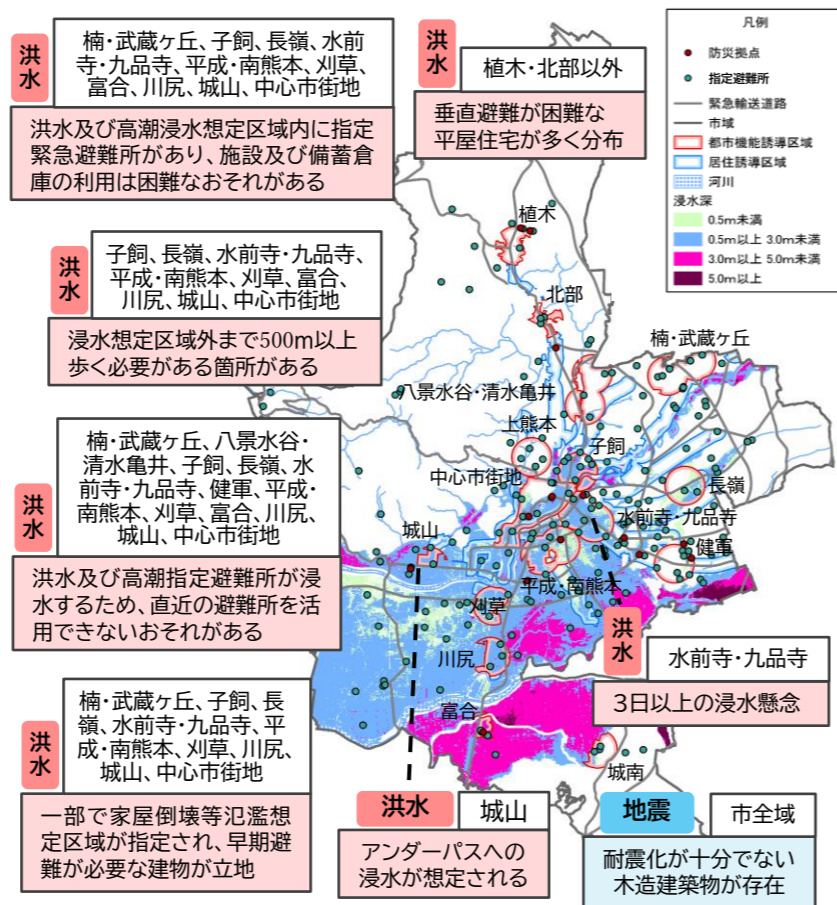 洪水
楠・武蔵ヶ丘、子飼、長嶺、水前
寺・九品寺、平成・南熊本、刈草、
富合、川尻、城山、中心市街地
洪水及び高潮浸水想定区域内に指定
緊急避難所があり、施設及び備蓄倉
庫の利用は困難なおそれがある
洪水
植木・北部以外
垂直避難が困難な
平屋住宅が多く分布
凡例
防災拠点
指定避難所
緊急輸送道路
市域
都市機能誘導区域
居住誘導区域
河川
浸水深
0.5m未満
0.5m以上 3.0m未満
3.0m以上 5.0m未満
5.0m以上
洪水
子飼、長嶺、水前寺・九品寺、
平成・南熊本、刈草、富合、
川尻、城山、中心市街地
浸水想定区域外まで500m以上
歩く必要がある箇所がある
洪水
楠・武蔵ヶ丘、八景水谷・
清水亀井、子飼、長嶺、水
前寺・九品寺、健軍、平成・
南熊本、刈草、富合、川尻、
城山、中心市街地
洪水及び高潮指定避難所が浸
水するため、直近の避難所を活
用できないおそれがある
洪水
楠・武蔵ヶ丘、子飼、長
嶺、水前寺・九品寺、平
成・南熊本、刈草、川尻、
城山、中心市街地
一部で家屋倒壊等氾濫想
定区域が指定され、早期避
難が必要な建物が立地
植木
北部
楠・武蔵ヶ丘
八景水谷・清水亀井
上熊本
子飼
中心市街地
長嶺
水前寺・九品寺
城山
健軍
平成・南熊本
刈草
川尻
富合
城南
洪水
水前寺・九品寺
３日以上の浸水懸念
洪水
城山
アンダーパスへの
浸水が想定される
地震
市全域
耐震化が十分でない
木造建築物が存在